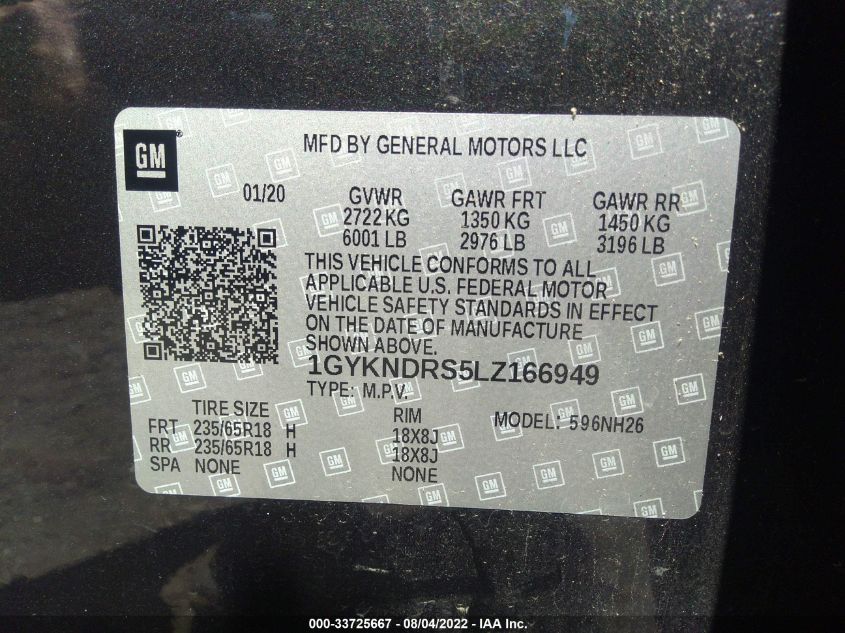 GM
MFD BY GENERAL MOTORS LLC
01/20 GVWR GAWR FRT GAWR RR
2722 KG 1350 KG 1450 KG
6001 LB 2976 LB 3196 LB
THIS VEHICLE CONFORMS TO ALL
APPLICABLE U.S. FEDERAL MOTOR
VEHICLE SAFETY STANDARDS IN EFFECT
ON THE DATE OF MANUFACTURE
SHOWN ABOVE.
1GYKNDRS5LZ166949
TYPE: M.P.V.
TIRE SIZE RIM MODEL: 596NH26
FRT 235/65R18 H 18X8J
RR 235/65R18 H 18X8J
SPA NONE NONE
000-33725667 - 08/04/2022 - IAA Inc.